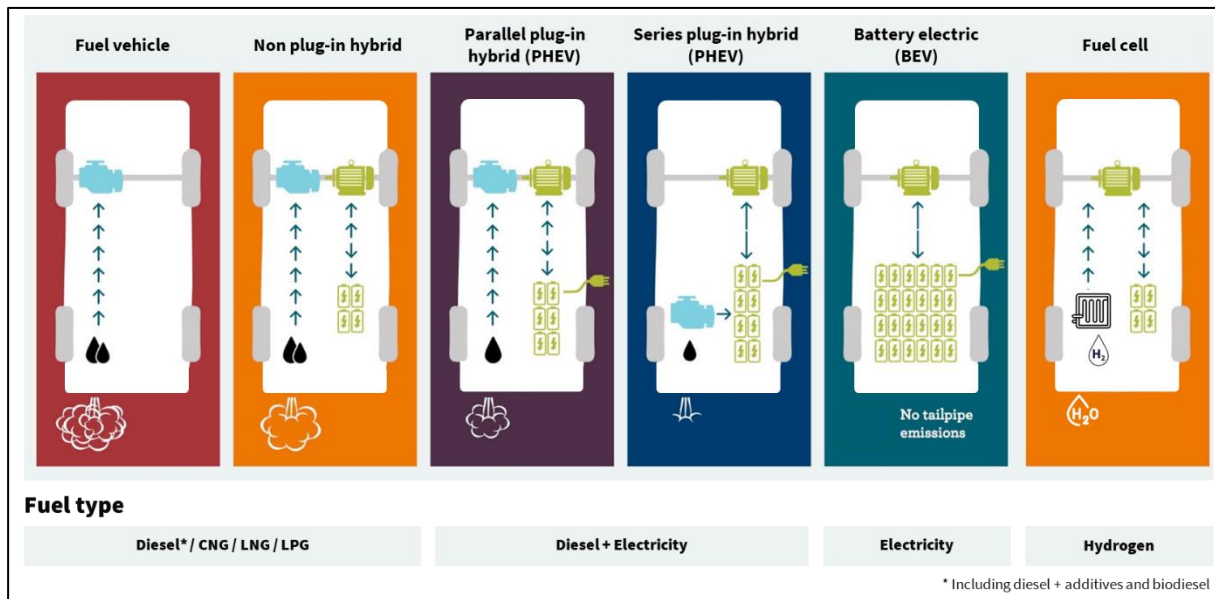 Fuel vehicle
Non plug-in hybrid
Parallel plug-in
hybrid (PHEV)
Series plug-in hybrid
(PHEV)
Battery electric
(BEV)
Fuel cell
H₂
No tailpipe
emissions
H₂O
Fuel type
Diesel* / CNG / LNG / LPG
Diesel + Electricity
Electricity
Hydrogen
* Including diesel + additives and biodiesel